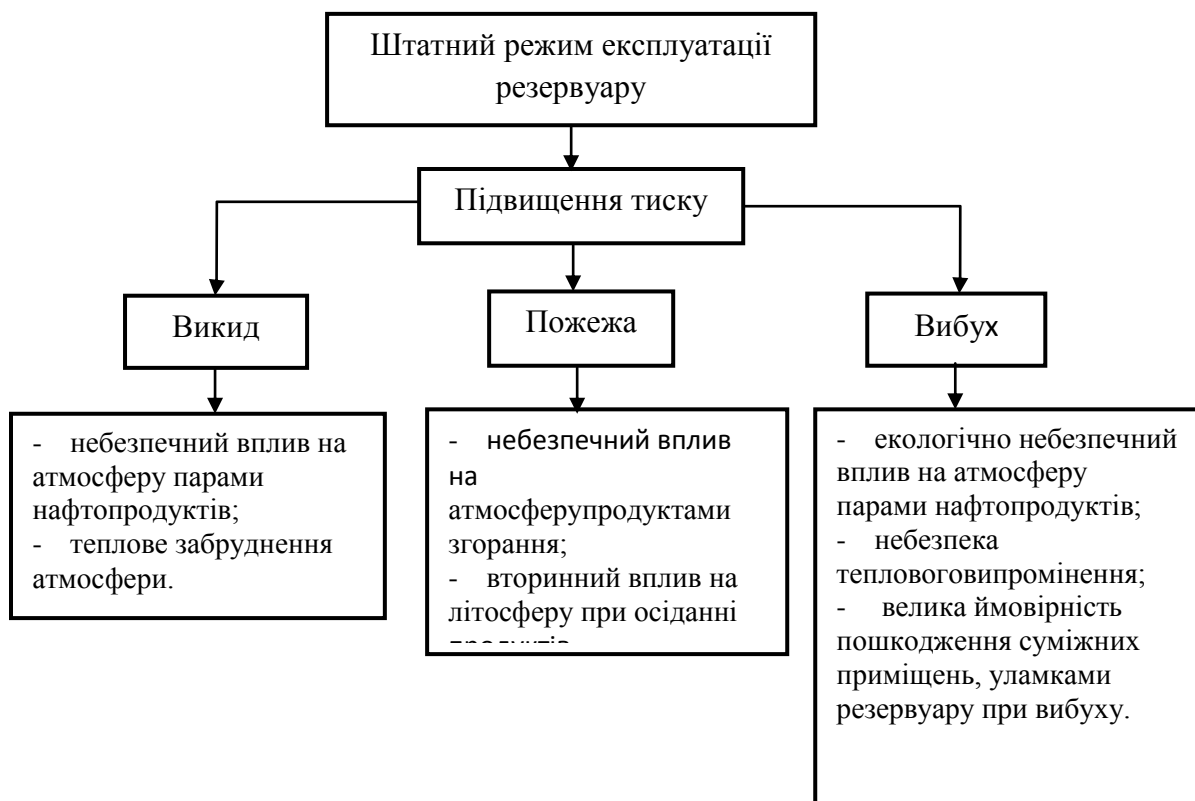 Штатний режим експлуатації
резервуару
Підвищення тиску
Викид
Пожежа
Вибух
- небезпечний вплив на
атмосферу парами
нафтопродуктів;
- теплове забруднення
атмосфери.
- небезпечний вплив
на
атмосферупродуктами
згорання;
- вторинний вплив на
літосферу при осіданні
- екологічно небезпечний
вплив на атмосферу
парами нафтопродуктів;
- небезпека
тепловоговипромінення;
- велика ймовірність
пошкодження суміжних
приміщень, уламками
резервуару при вибуху.